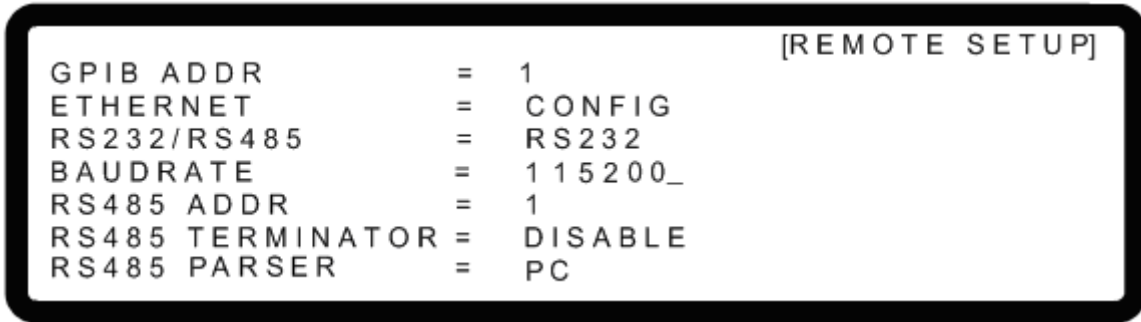 [REMOTE SETUP]
GPIB ADDR = 1
ETHERNET = CONFIG
RS232/RS485 = RS232
BAUDRATE = 115200_
RS485 ADDR = 1
RS485 TERMINATOR = DISABLE
RS485 PARSER = PC